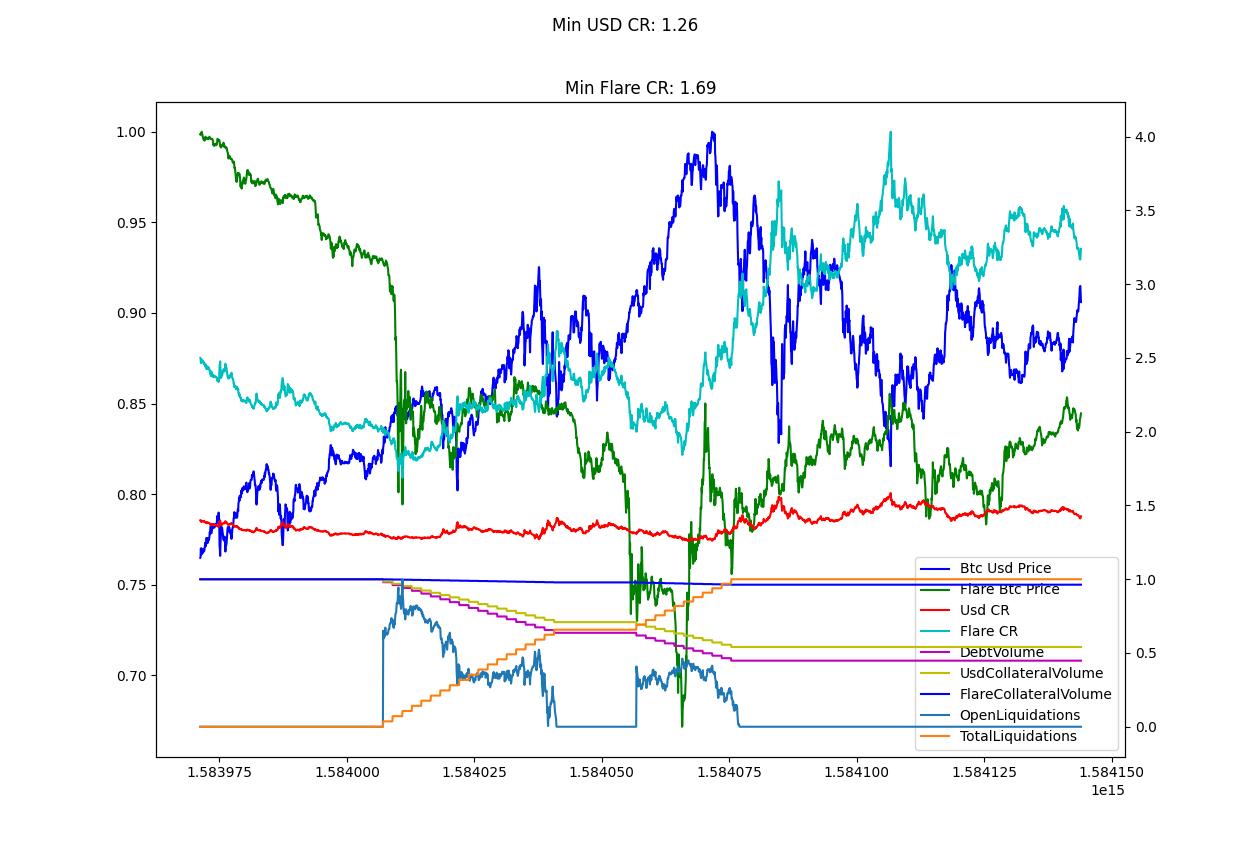 Min USD CR: 1.26
Min Flare CR: 1.69
1.00
0.95
0.90
0.85
0.80
0.75
0.70
4.0
3.5
3.0
2.5
2.0
1.5
1.0
0.5
0.0
Btc Usd Price
Flare Btc Price
Usd CR
Flare CR
DebtVolume
UsdCollateralVolume
FlareCollateralVolume
OpenLiquidations
TotalLiquidations
1.583975 1.584000 1.584025 1.584050 1.584075 1.584100 1.584125 1.584150
1e15